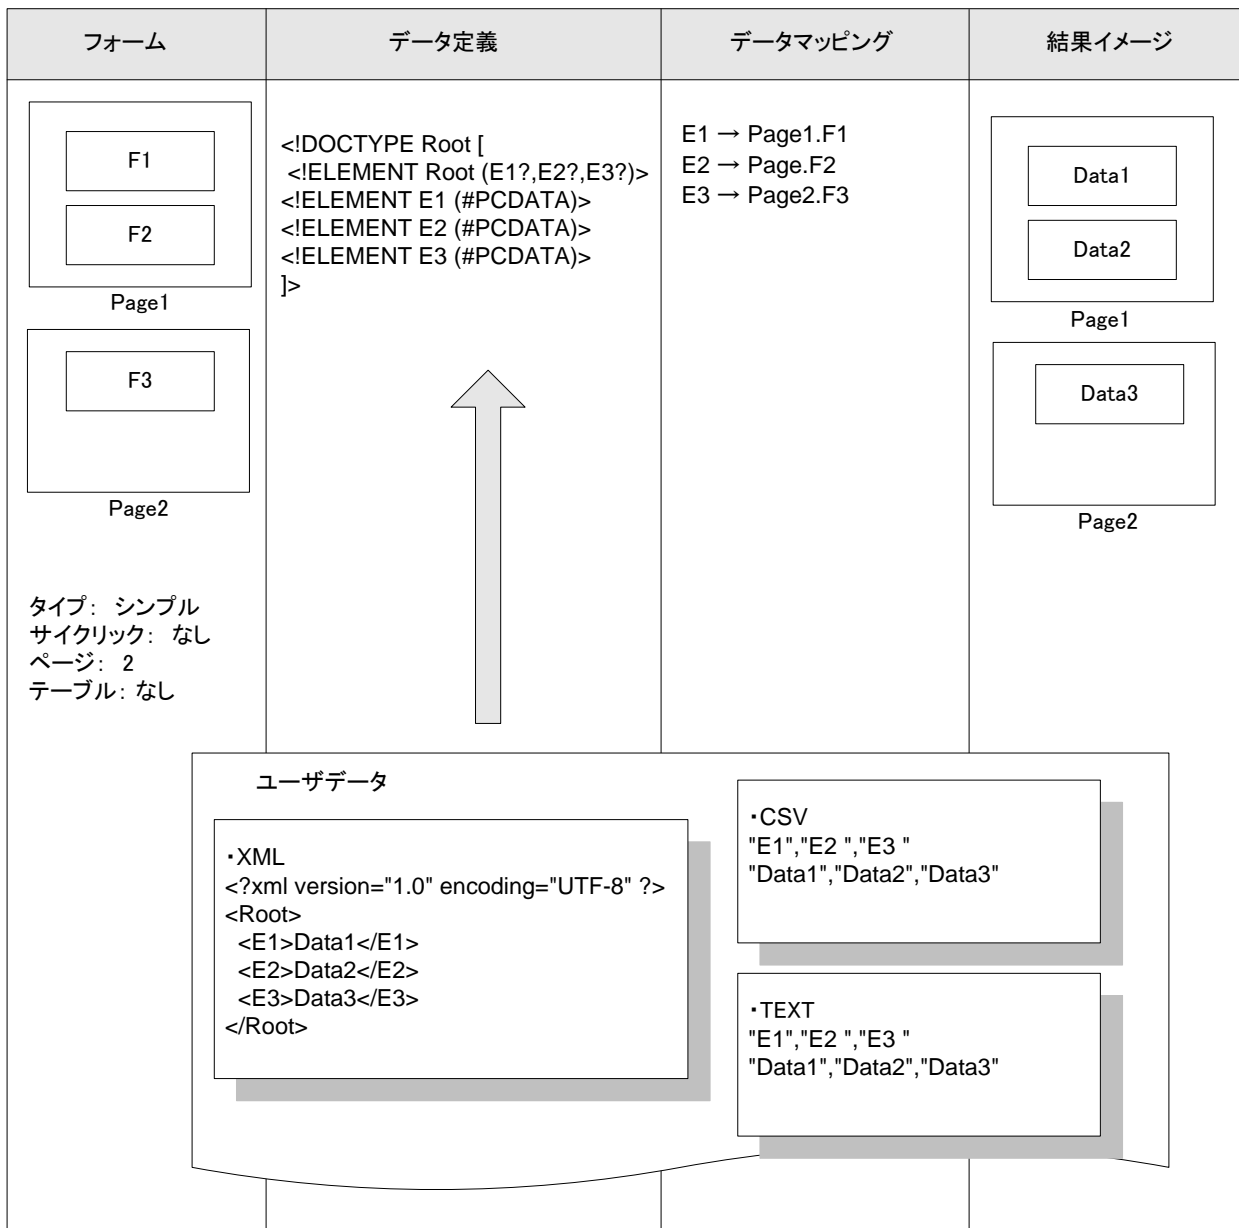 フォーム
データ定義
データマッピング
結果イメージ
F1
F2
Page1
F3
Page2
タイプ： シンプル
サイクリック： なし
ページ： 2
テーブル： なし
<!DOCTYPE Root [
<!ELEMENT Root (E1?,E2?,E3?)>
<!ELEMENT E1 (#PCDATA)>
<!ELEMENT E2 (#PCDATA)>
<!ELEMENT E3 (#PCDATA)>
]>
E1 → Page1.F1
E2 → Page.F2
E3 → Page2.F3
Data1
Data2
Page1
Data3
Page2
ユーザデータ
・XML
<?xml version="1.0" encoding="UTF-8" ?>
<Root>
<E1>Data1</E1>
<E2>Data2</E2>
<E3>Data3</E3>
</Root>
・CSV
"E1","E2 ","E3 "
"Data1","Data2","Data3"
・TEXT
"E1","E2 ","E3 "
"Data1","Data2","Data3"